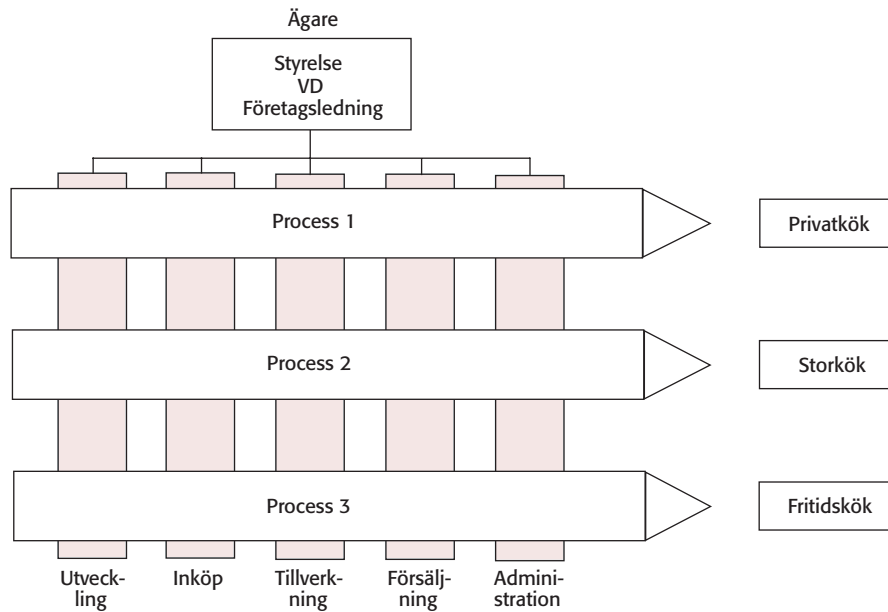 Ägare
Styrelse
VD
Företagsledning
Process 1
Privatkök
Process 2
Storkök
Process 3
Fritidskök
Utveck-
ling
Inköp
Tillverk-
ning
Försälj-
ning
Admini-
stration